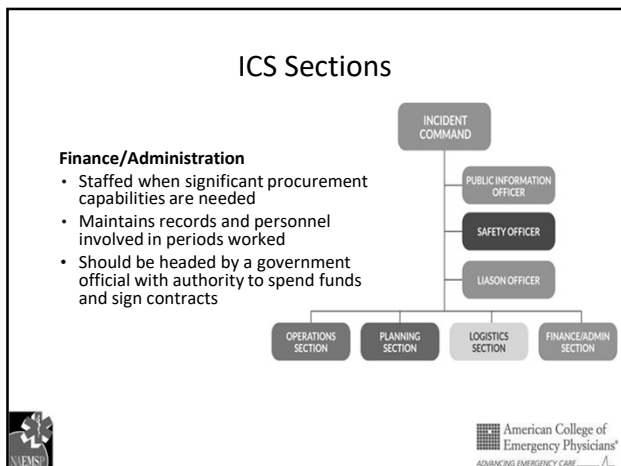 ICS Sections
Finance/Administration
• Staffed when significant procurement
capabilities are needed
• Maintains records and personnel
involved in periods worked
• Should be headed by a government
official with authority to spend funds
and sign contracts
INCIDENT
COMMAND
PUBLIC INFORMATION
OFFICER
SAFETY OFFICER
LIASON OFFICER
OPERATIONS
SECTION
PLANNING
SECTION
LOGISTICS
SECTION
FINANCE/ADMIN
SECTION
NAEMSP
American College of
Emergency Physicians®
ADVANCING EMERGENCY CARE